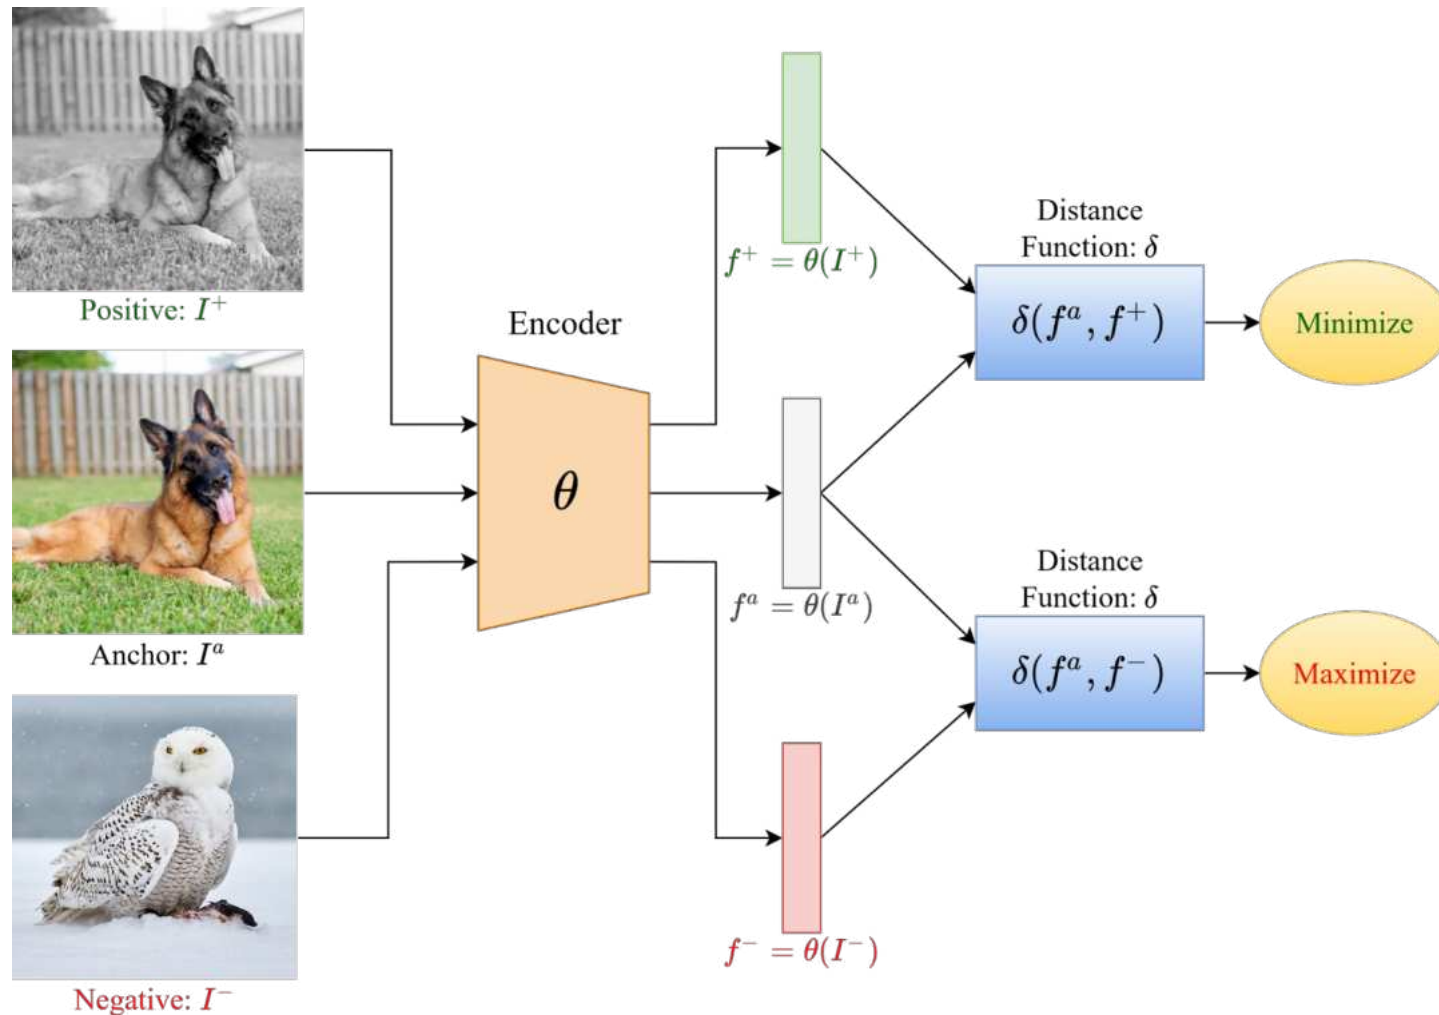 Positive: I⁺
Anchor: Iᵃ
Negative: I⁻
Encoder
θ
f⁺ = θ(I⁺)
fᵃ = θ(Iᵃ)
f⁻ = θ(I⁻)
Distance
Function: δ
δ(fᵃ, f⁺)
Minimize
Distance
Function: δ
δ(fᵃ, f⁻)
Maximize